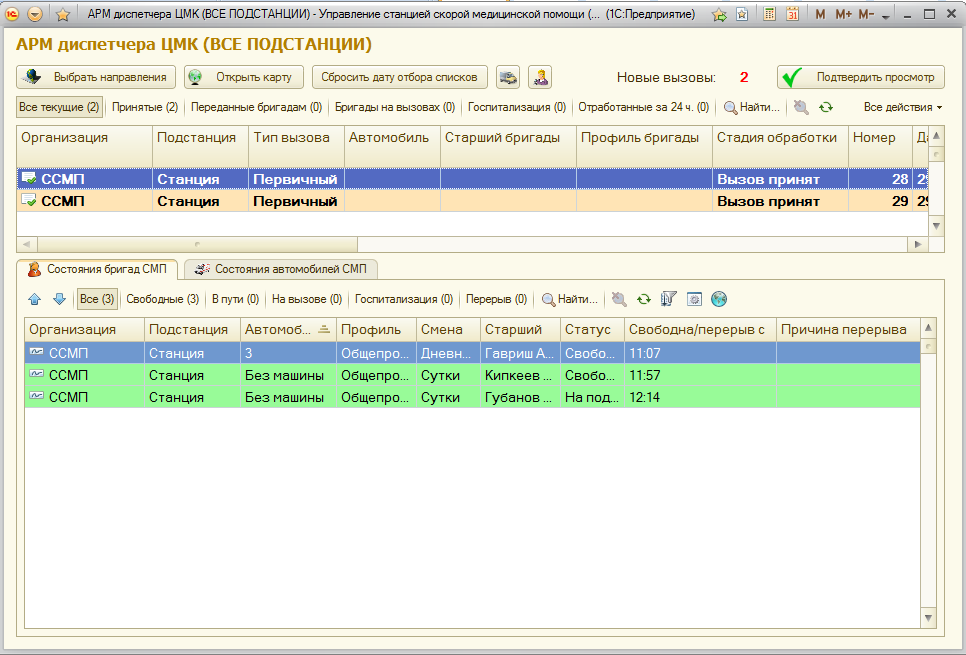 АРМ диспетчера ЦМК (ВСЕ ПОДСТАНЦИИ) - Управление станцией скорой медицинской помощи (... (1С:Предприятие) 31 M M+ M-
АРМ диспетчера ЦМК (ВСЕ ПОДСТАНЦИИ)
Выбрать направления Открыть карту Сбросить дату отбора списков Новые вызовы: 2 Подтвердить просмотр
Все текущие (2) Принятые (2) Переданные бригадам (0) Бригады на вызовах (0) Госпитализация (0) Отработанные за 24 ч. (0) Найти... Все действия
Организация Подстанция Тип вызова Автомобиль Старший бригады Профиль бригады Стадия обработки Номер
ССМП Станция Первичный Вызов принят 28
ССМП Станция Первичный Вызов принят 29
Состояния бригад СМП Состояния автомобилей СМП
Все (3) Свободные (3) В пути (0) На вызове (0) Госпитализация (0) Перерыв (0) Найти...
Организация Подстанция Автомоб... Профиль Смена Старший Статус Свободна/перерыв с Причина перерыва
ССМП Станция 3 Общепро... Дневн... Гавриш А... Свобо... 11:07
ССМП Станция Без машины Общепро... Сутки Кипкеев ... Свобо... 11:57
ССМП Станция Без машины Общепро... Сутки Губанов ... На под... 12:14